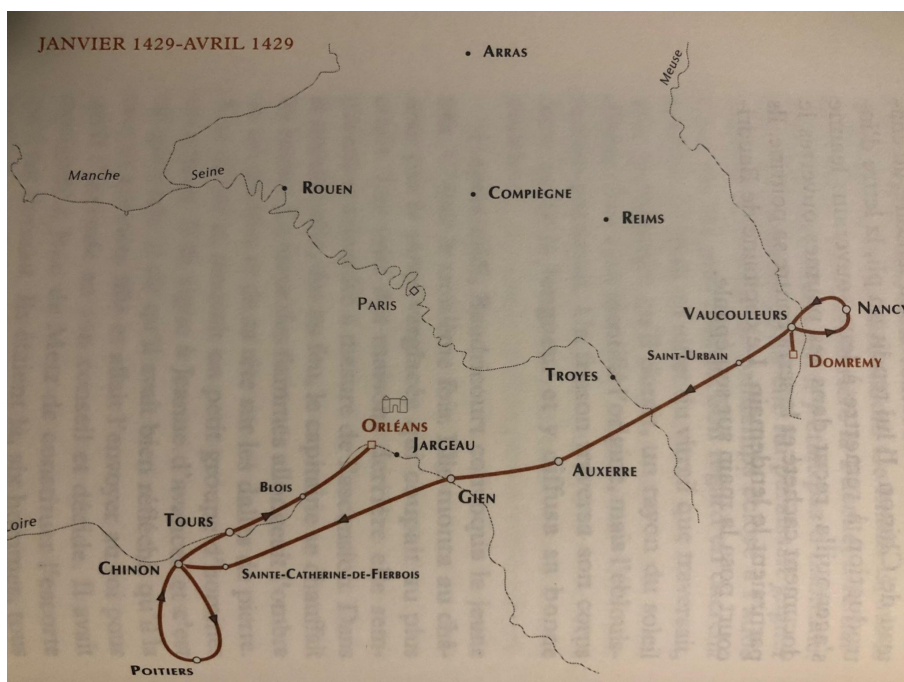 JANVIER 1429-AVRIL 1429
ARRAS
Meuse
Manche
Seine
ROUEN
COMPIÈGNE
REIMS
PARIS
VAUCOULEURS
NANCY
SAINT-URBAIN
DOMREMY
TROYES
ORLÉANS
JARGEAU
AUXERRE
BLOIS
GIEN
TOURS
Loire
CHINON
SAINTE-CATHERINE-DE-FIERBOIS
POITIERS